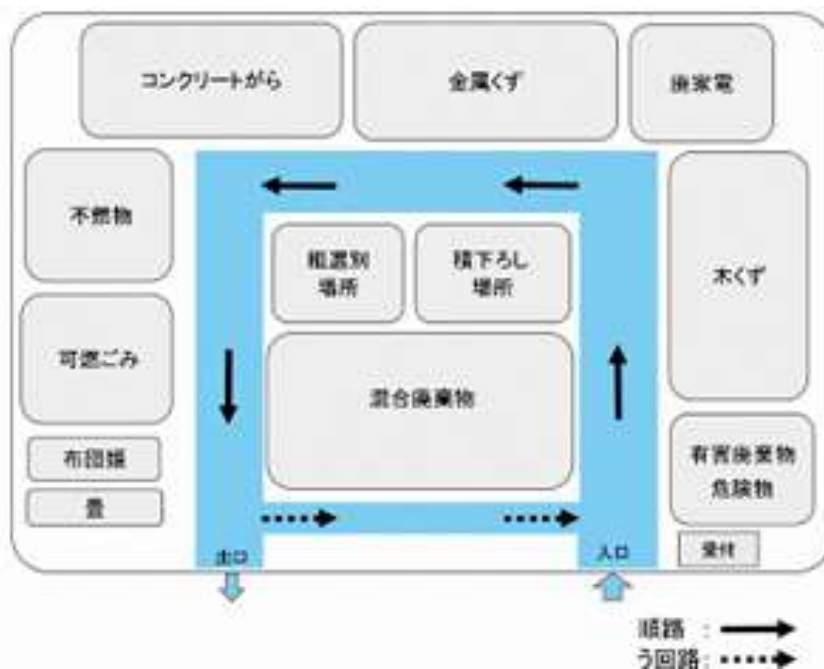 コンクリートがら
金属くず
廃家電
不燃物
粗選別
場所
積下ろし
場所
木くず
可燃ごみ
混合廃棄物
布団類
畳
有害廃棄物
危険物
受付
出口
入口
順路 :
う回路 :